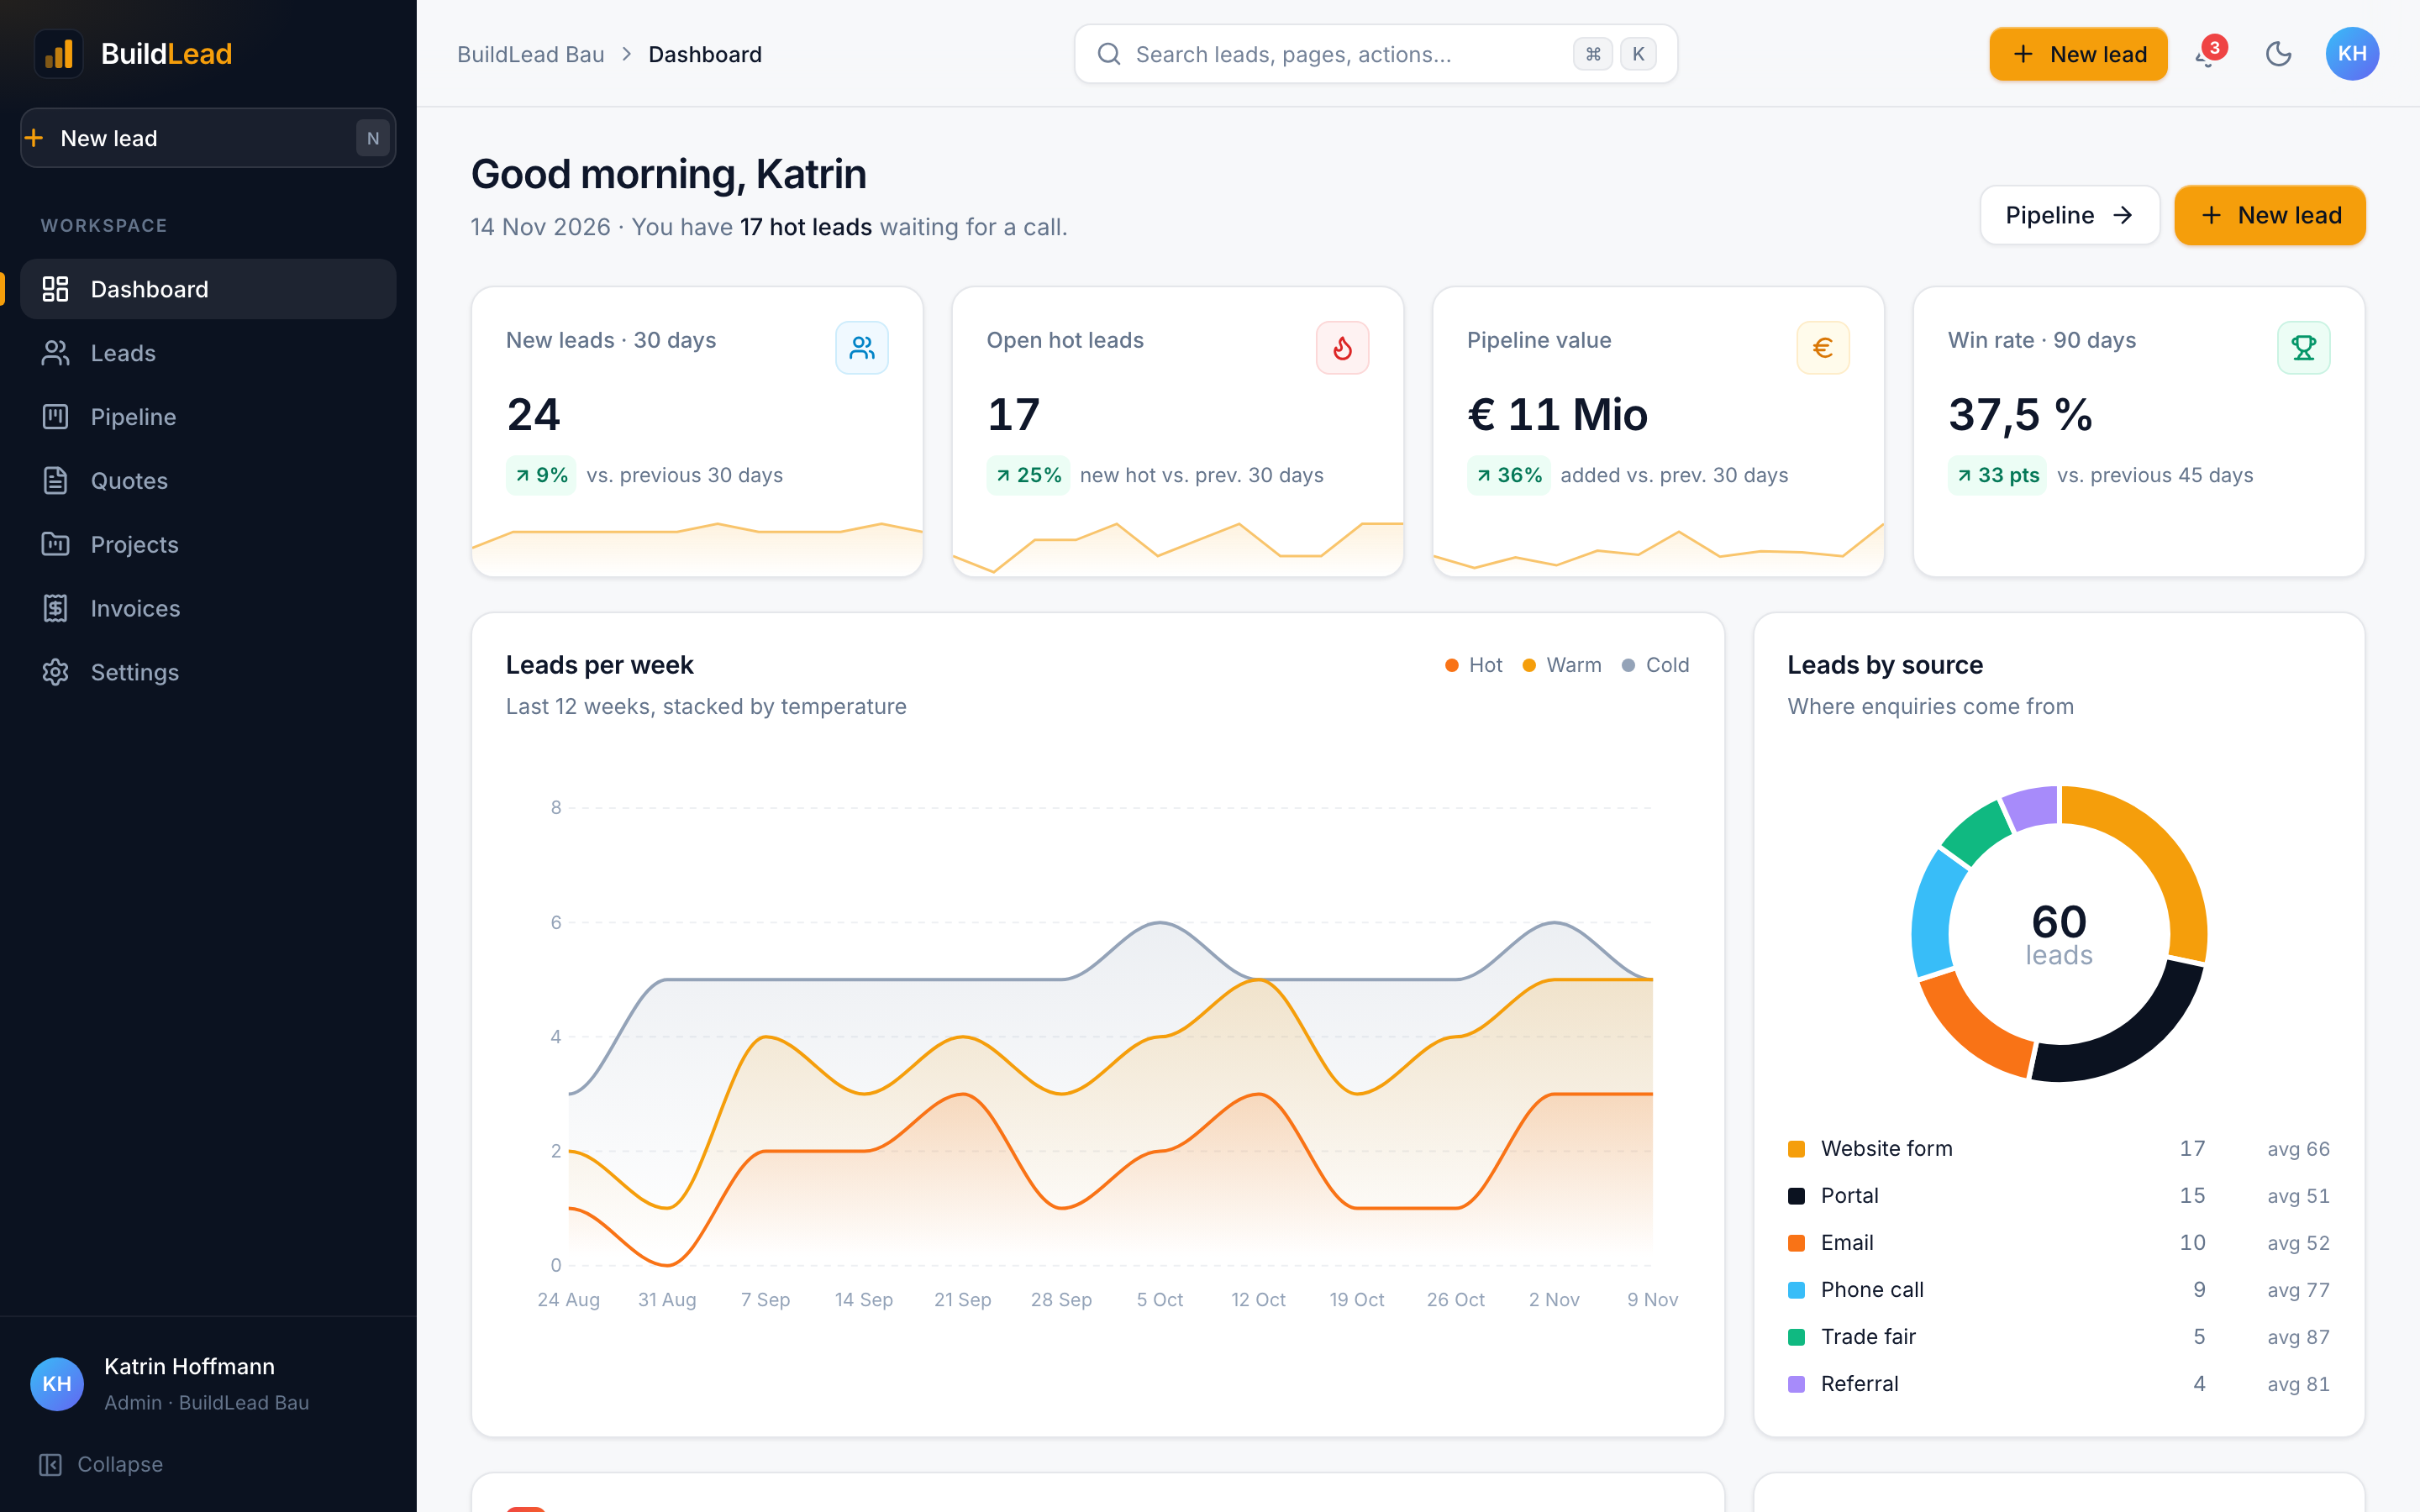 BuildLead
New lead N
WORKSPACE
Dashboard
Leads
Pipeline
Quotes
Projects
Invoices
Settings
KH
Katrin Hoffmann
Admin · BuildLead Bau
Collapse
BuildLead Bau > Dashboard
Search leads, pages, actions... ⌘ K
+ New lead
3
KH
Good morning, Katrin
14 Nov 2026 · You have 17 hot leads waiting for a call.
Pipeline →
+ New lead
New leads · 30 days
24
9% vs. previous 30 days
Open hot leads
17
25% new hot vs. prev. 30 days
Pipeline value
€
€ 11 Mio
36% added vs. prev. 30 days
Win rate · 90 days
37,5 %
33 pts vs. previous 45 days
Leads per week
Hot Warm Cold
Last 12 weeks, stacked by temperature
8
6
4
2
0
24 Aug 31 Aug 7 Sep 14 Sep 21 Sep 28 Sep 5 Oct 12 Oct 19 Oct 26 Oct 2 Nov 9 Nov
Leads by source
Where enquiries come from
60
leads
Website form 17 avg 66
Portal 15 avg 51
Email 10 avg 52
Phone call 9 avg 77
Trade fair 5 avg 87
Referral 4 avg 81